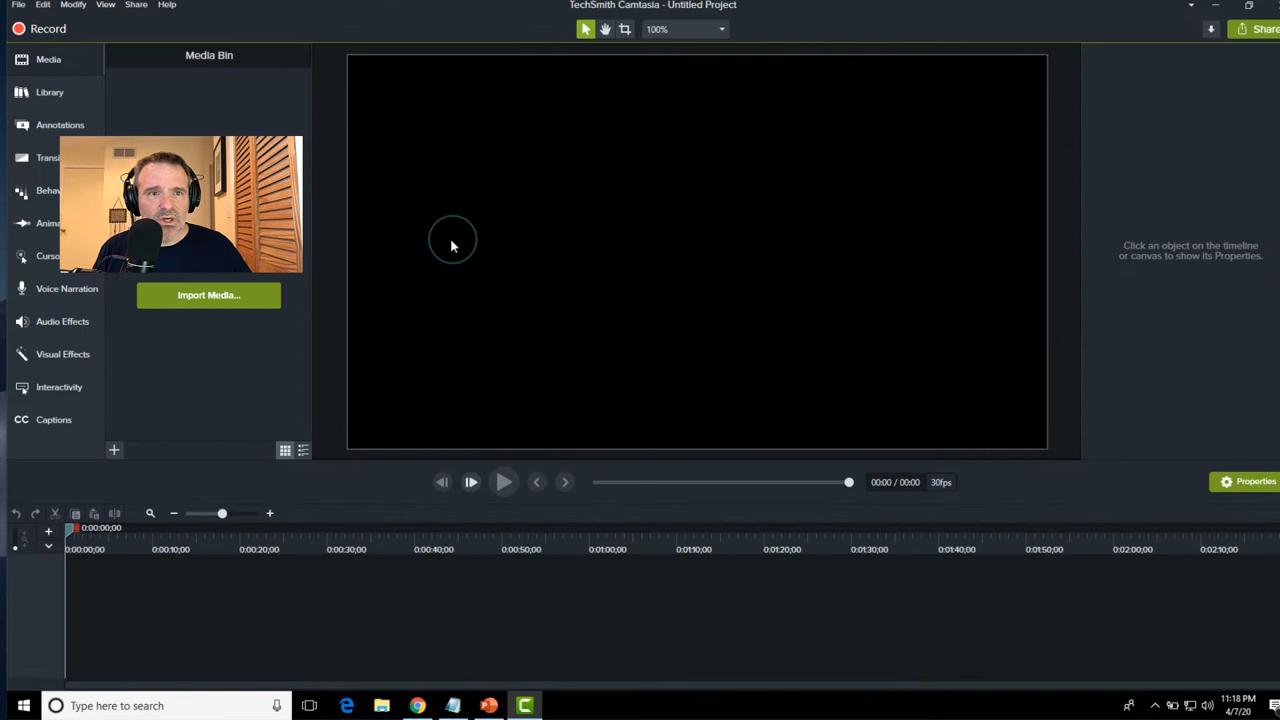 TechSmith Camtasia - Untitled Project
File Edit Modify View Share Help
Record
100%
Share
Media
Library
Annotations
Transi
Behav
Anima
Curso
Voice Narration
Audio Effects
Visual Effects
Interactivity
CC Captions
Media Bin
Import Media...
Click an object on the timeline
or canvas to show its Properties.
00:00 / 00:00 30fps
Properties
0:00:00;00
0:00:00;00 0:00:10;00 0:00:20;00 0:00:30;00 0:00:40;00 0:00:50;00 0:01:00;00 0:01:10;00 0:01:20;00 0:01:30;00 0:01:40;00 0:01:50;00 0:02:00;00 0:02:10;00
Type here to search
11:18 PM
4/7/20